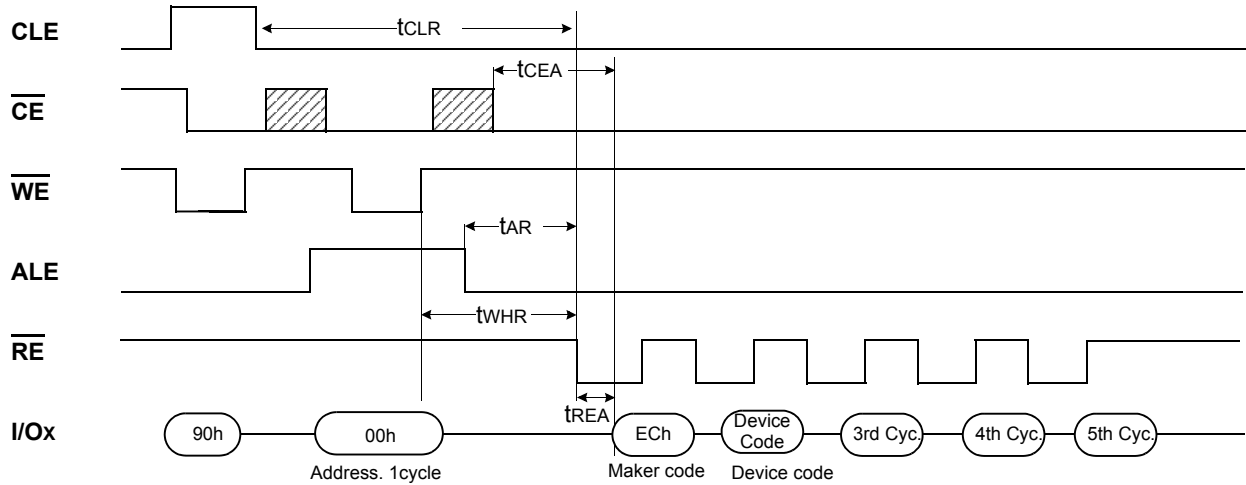 CLE
tCLR
tCEA
CE
WE
tAR
ALE
tWHR
RE
tREA
I/Ox
90h
00h
ECh
Device
Code
3rd Cyc.
4th Cyc.
5th Cyc.
Address. 1cycle
Maker code
Device code